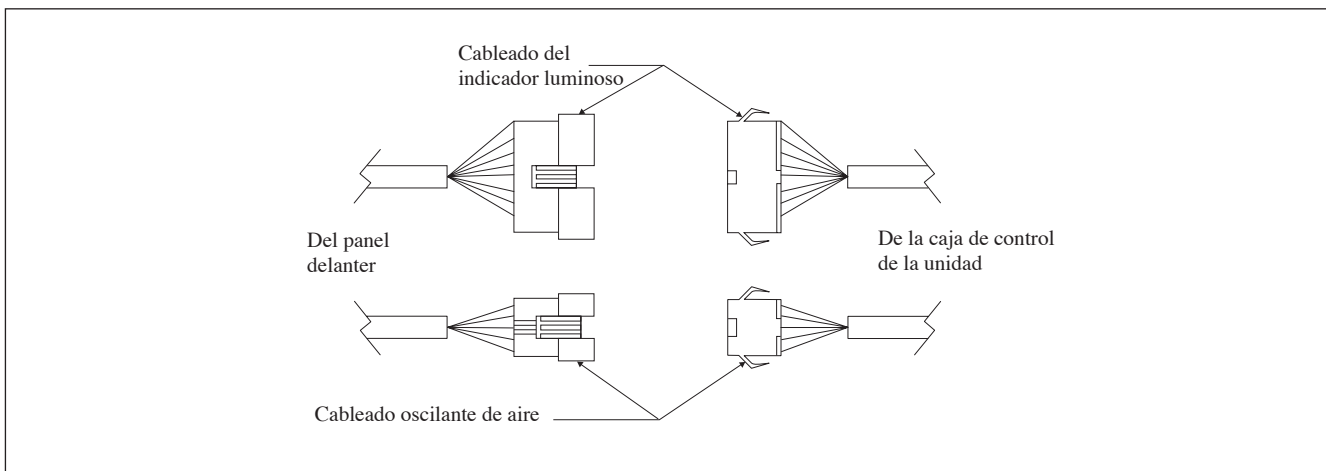 Cableado del
indicador luminoso
Del panel
delanter
De la caja de control
de la unidad
Cableado oscilante de aire